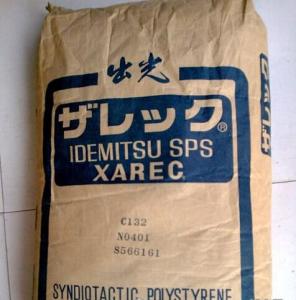 出光
ザレック®
IDEMITSU SPS
XAREC
C132
N0401
S566161
SYNDIOTACTIC POLYSTYRENE